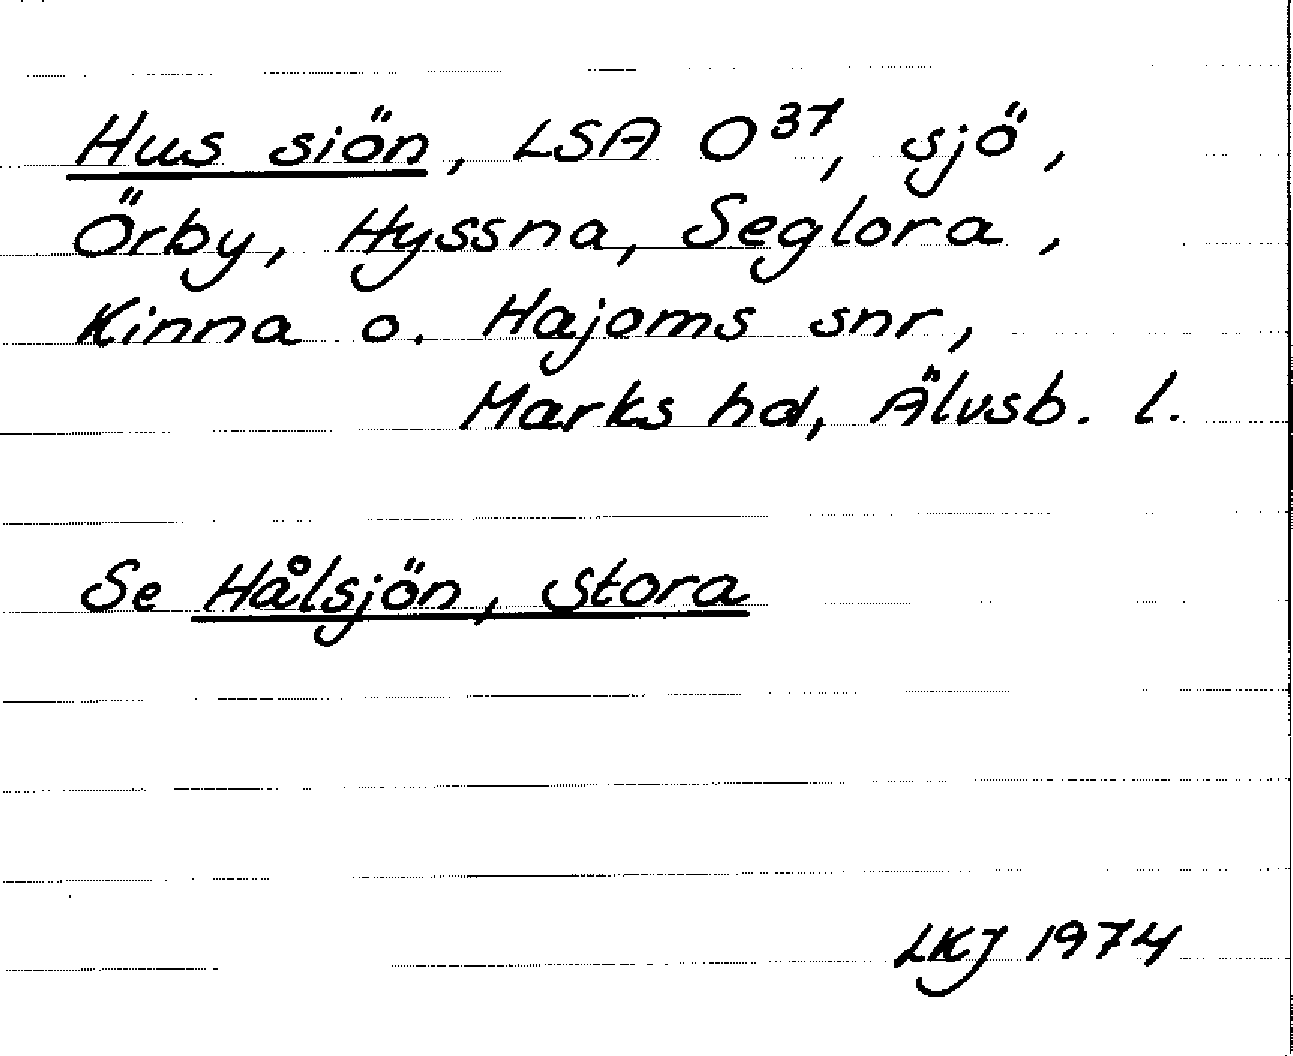 Hus siön, LSA O³⁷, sjö,
Örby, Hyssna, Seglora,
Kinna o. Hajoms snr,
Marks hd, Älvsb. l.
Se Hålsjön, Stora
LKJ 1974